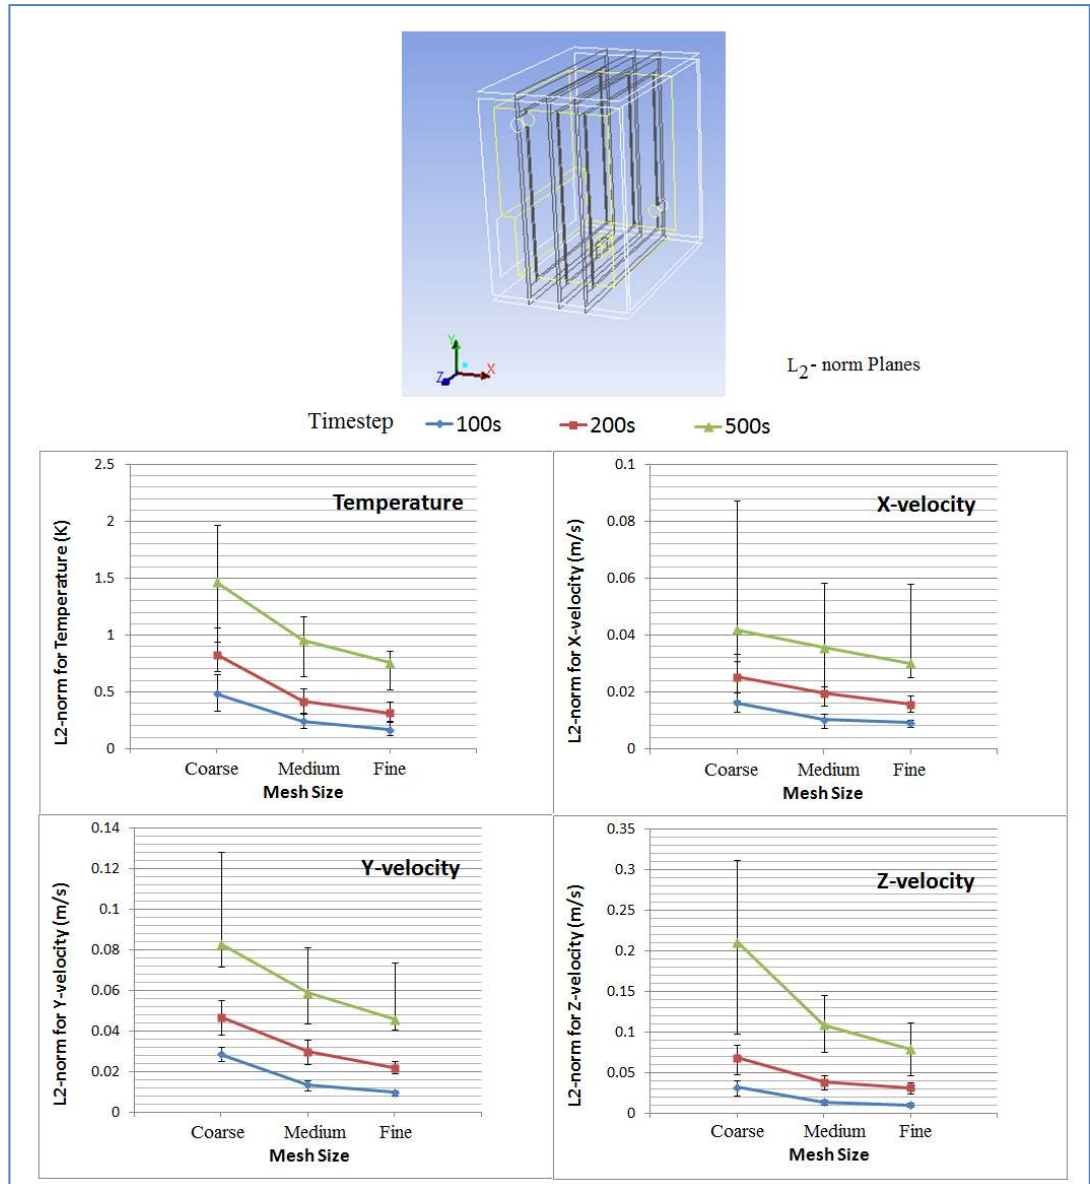 Y
X
Z
L2- norm Planes
Timestep 100s 200s 500s
2.5
2
1.5
1
0.5
0
L2-norm for Temperature (K)
Temperature
Coarse Medium Fine
Mesh Size
0.1
0.08
0.06
0.04
0.02
0
L2-norm for X-velocity (m/s)
X-velocity
Coarse Medium Fine
Mesh Size
0.14
0.12
0.1
0.08
0.06
0.04
0.02
0
L2-norm for Y-velocity (m/s)
Y-velocity
Coarse Medium Fine
Mesh Size
0.35
0.3
0.25
0.2
0.15
0.1
0.05
0
L2-norm for Z-velocity (m/s)
Z-velocity
Coarse Medium Fine
Mesh Size